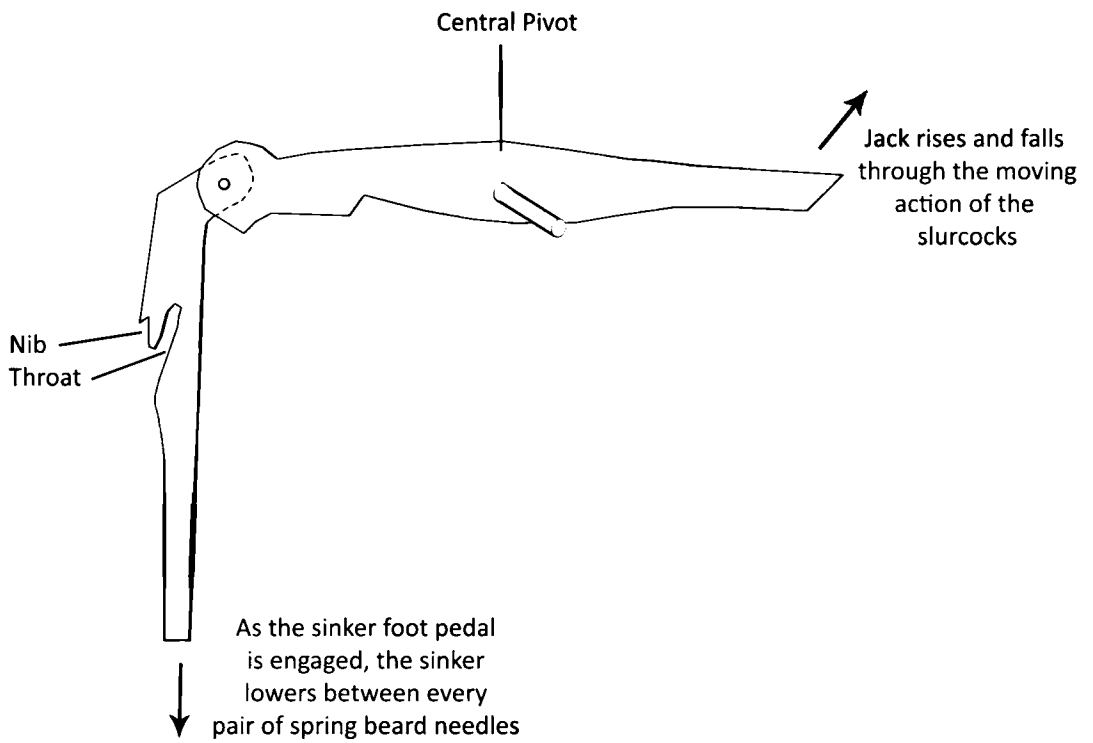 Central Pivot
Jack rises and falls
through the moving
action of the
slurcocks
Nib
Throat
As the sinker foot pedal
is engaged, the sinker
lowers between every
pair of spring beard needles